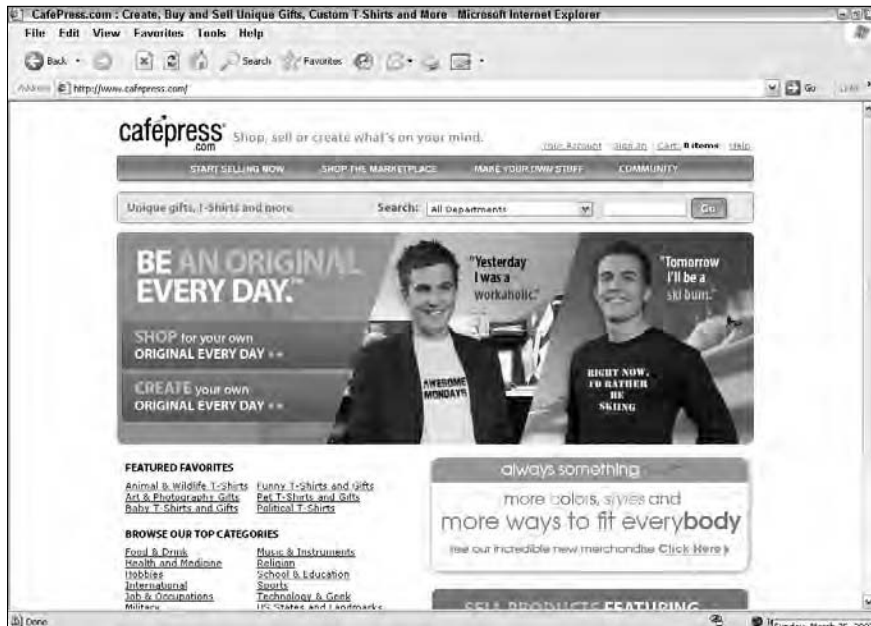 CafePress.com : Create, Buy and Sell Unique Gifts, Custom T-Shirts and More - Microsoft Internet Explorer
File Edit View Favorites Tools Help
Back Search Favorites
Address http://www.cafepress.com/ Go Links
cafépress.com Shop, sell or create what's on your mind.
Your Account Sign In Cart: 0 items Help
START SELLING NOW SHOP THE MARKETPLACE MAKE YOUR OWN STUFF COMMUNITY
Unique gifts, T-Shirts and more Search: All Departments Go
BE AN ORIGINAL
EVERY DAY.™
SHOP for your own
ORIGINAL EVERY DAY
CREATE your own
ORIGINAL EVERY DAY
"Yesterday
I was a
workaholic."
AWESOME
MONDAYS
"Tomorrow
I'll be a
ski bum."
RIGHT NOW,
I'D RATHER
BE
SKIING
FEATURED FAVORITES
Animal & Wildlife T-Shirts Funny T-Shirts and Gifts
Art & Photography Gifts Pet T-Shirts and Gifts
Baby T-Shirts and Gifts Political T-Shirts
BROWSE OUR TOP CATEGORIES
Food & Drink Music & Instruments
Health and Medicine Religion
Hobbies School & Education
International Sports
Job & Occupations Technology & Geek
Military US States and Landmarks
always something
more colors, styles and
more ways to fit everybody
see our incredible new merchandise Click Here
SELL PRODUCTS FEATURING
Done
Sunday, March 25,